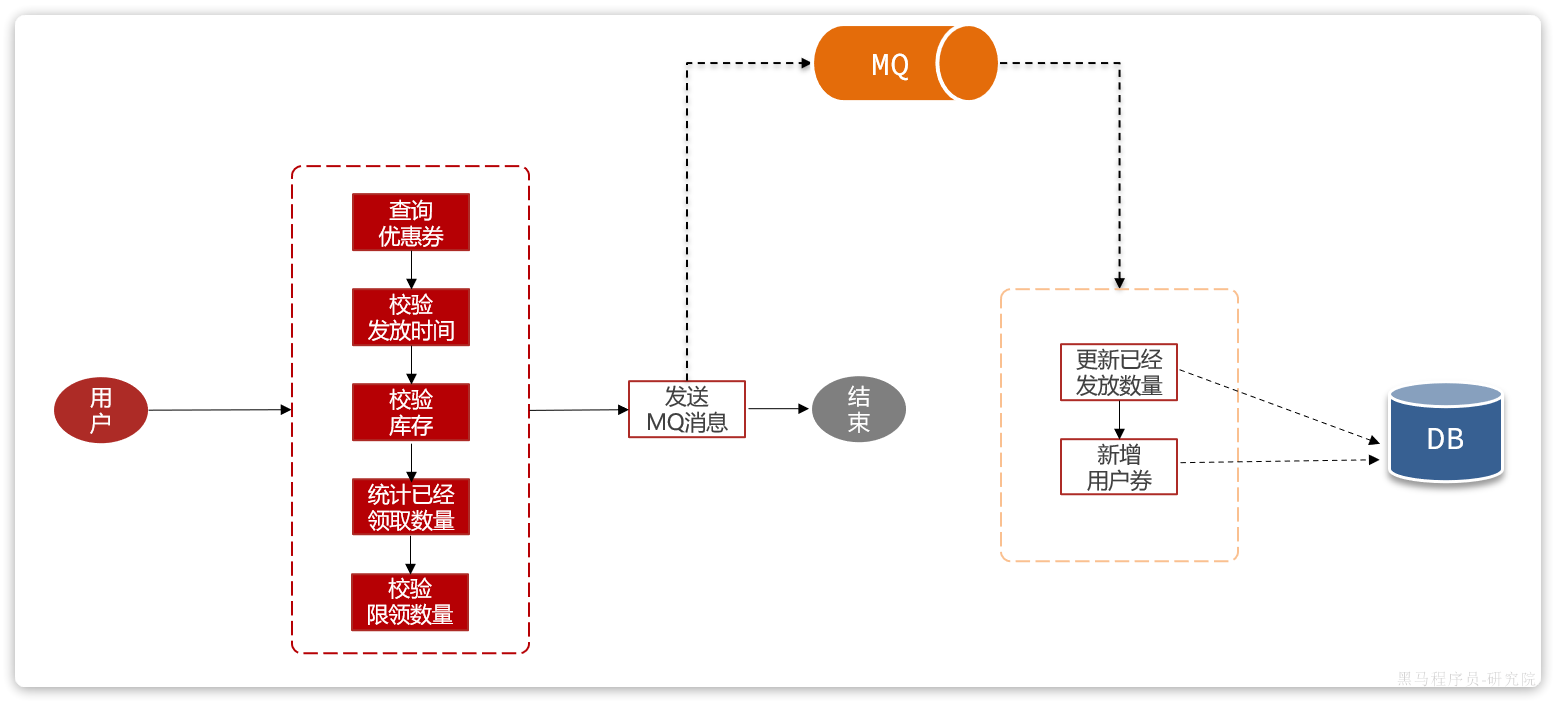 MQ
查询
优惠券
校验
发放时间
校验
库存
统计已经
领取数量
校验
限领数量
用
户
发送
MQ消息
结
束
更新已经
发放数量
新增
用户券
DB
黑马程序员-研究院